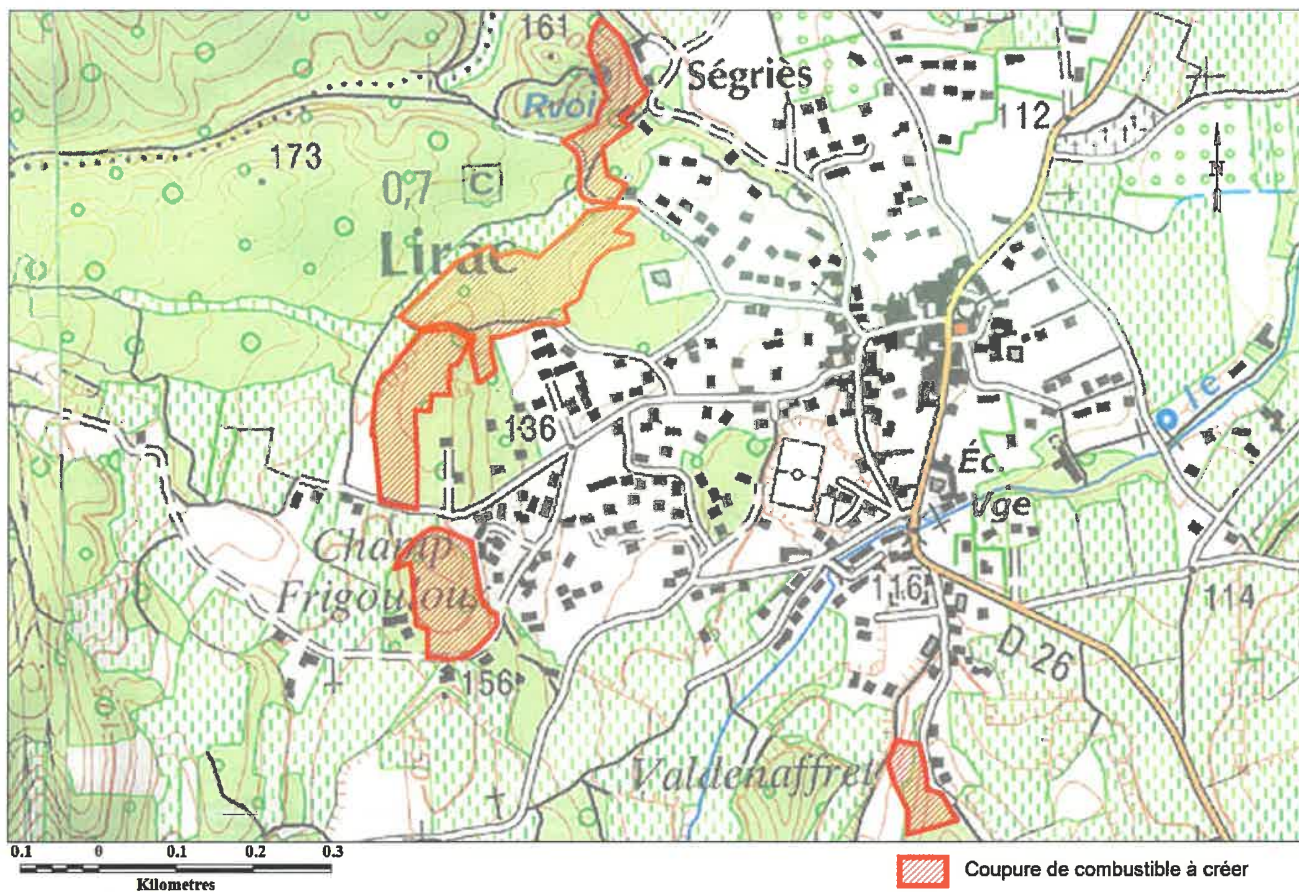 161
Ségriès
Rvoir
112
173
0,7
C
N
Lirac
136
Éc.
Vge
Champ
Frigoulous
116
114
D 26
156
Valdenaffret
0.1 0 0.1 0.2 0.3
Kilometres
Coupure de combustible à créer